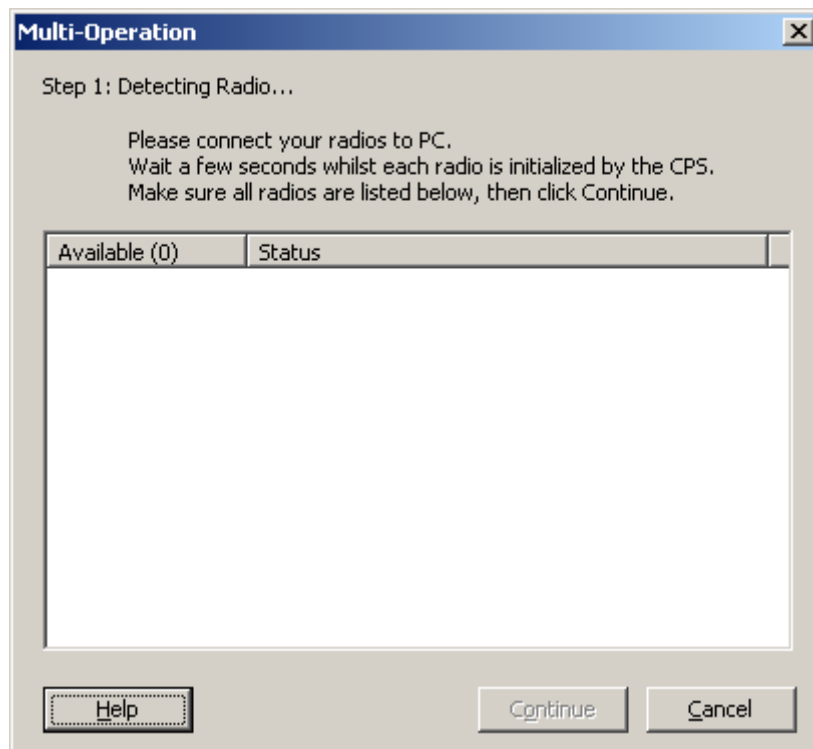 Multi-Operation
Step 1: Detecting Radio...
Please connect your radios to PC.
Wait a few seconds whilst each radio is initialized by the CPS.
Make sure all radios are listed below, then click Continue.
Available (0) Status
Help Continue Cancel